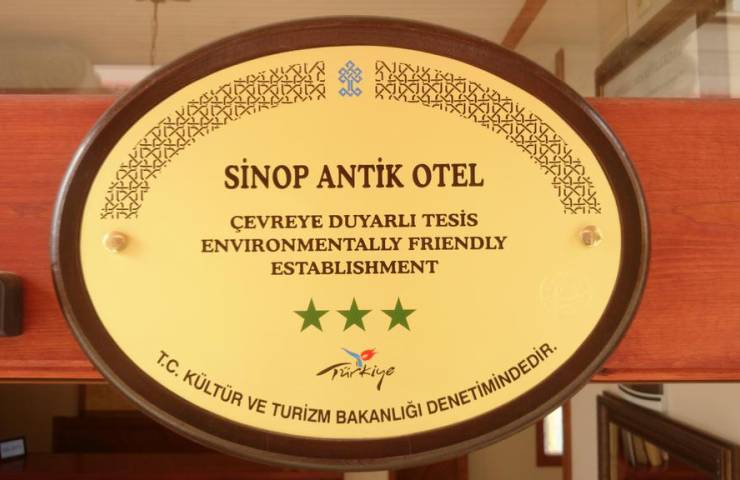 SİNOP ANTİK OTEL
ÇEVREYE DUYARLI TESİS
ENVIRONMENTALLY FRIENDLY
ESTABLISHMENT
Türkiye
T.C. KÜLTÜR VE TURİZM BAKANLIĞI DENETİMİNDEDİR.